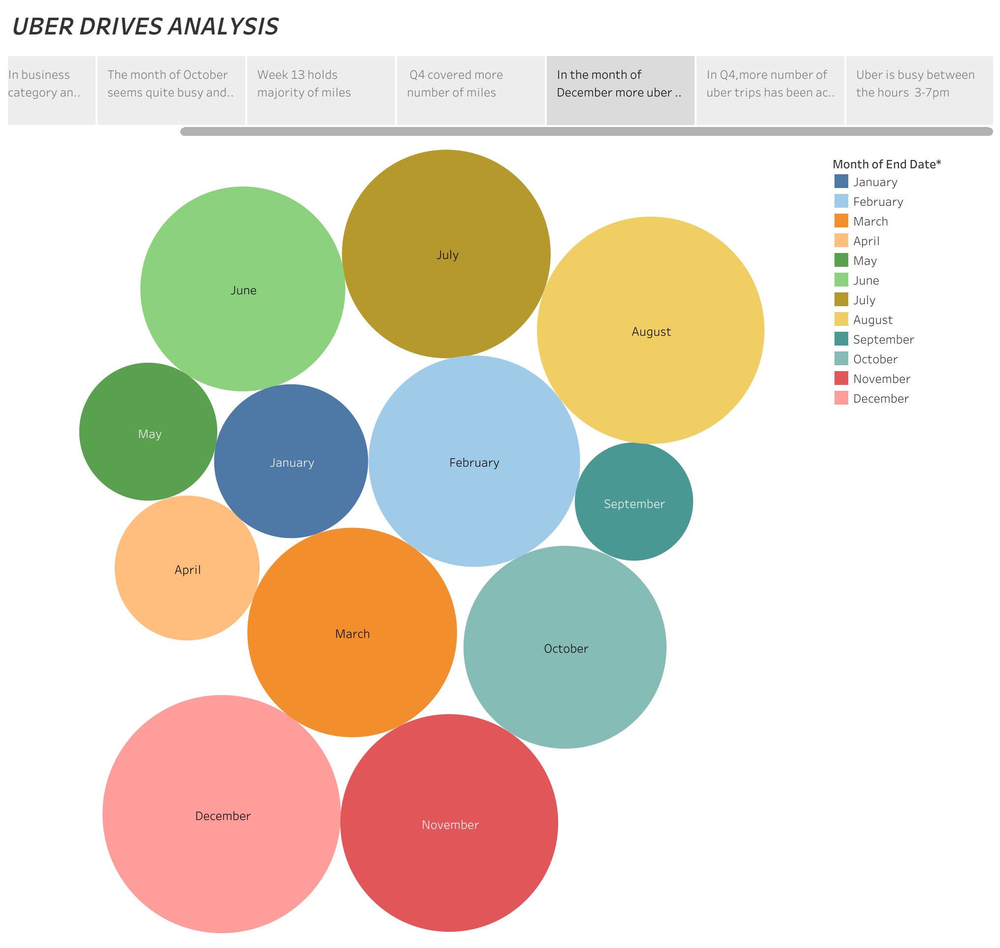 UBER DRIVES ANALYSIS
In business
category an..
The month of October
seems quite busy and..
Week 13 holds
majority of miles
Q4 covered more
number of miles
In the month of
December more uber ..
In Q4,more number of
uber trips has been ac..
Uber is busy between
the hours  3-7pm
Month of End Date*
January
February
March
April
May
June
July
August
September
October
November
December
July
June
August
May
January
February
September
April
March
October
December
November